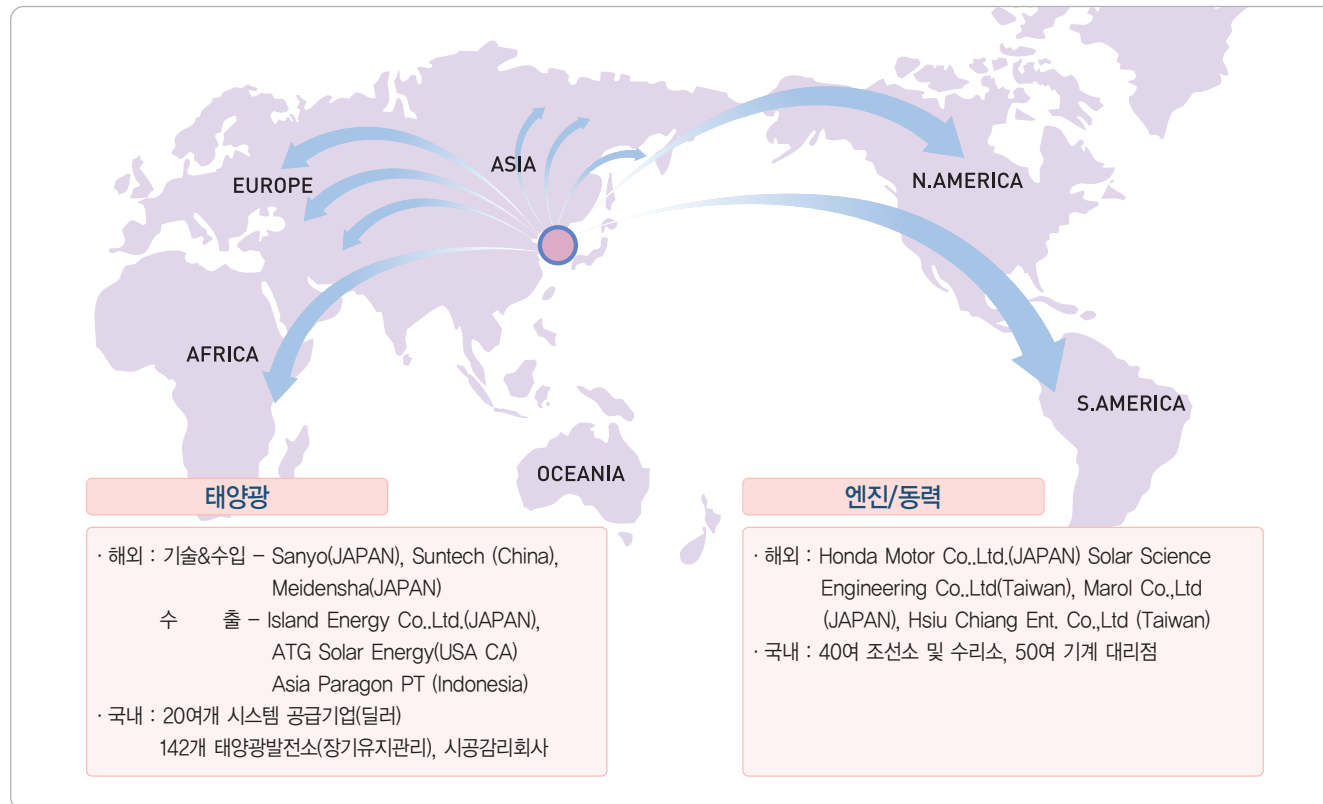 ASIA
EUROPE
N.AMERICA
AFRICA
S.AMERICA
OCEANIA
태양광
· 해외 : 기술&수입 – Sanyo(JAPAN), Suntech (China),
Meidensha(JAPAN)
수 출 – Island Energy Co..Ltd.(JAPAN),
ATG Solar Energy(USA CA)
Asia Paragon PT (Indonesia)
· 국내 : 20여개 시스템 공급기업(딜러)
142개 태양광발전소(장기유지관리), 시공감리회사
엔진/동력
· 해외 : Honda Motor Co..Ltd.(JAPAN) Solar Science
Engineering Co..Ltd(Taiwan), Marol Co.,Ltd
(JAPAN), Hsiu Chiang Ent. Co.,Ltd (Taiwan)
· 국내 : 40여 조선소 및 수리소, 50여 기계 대리점